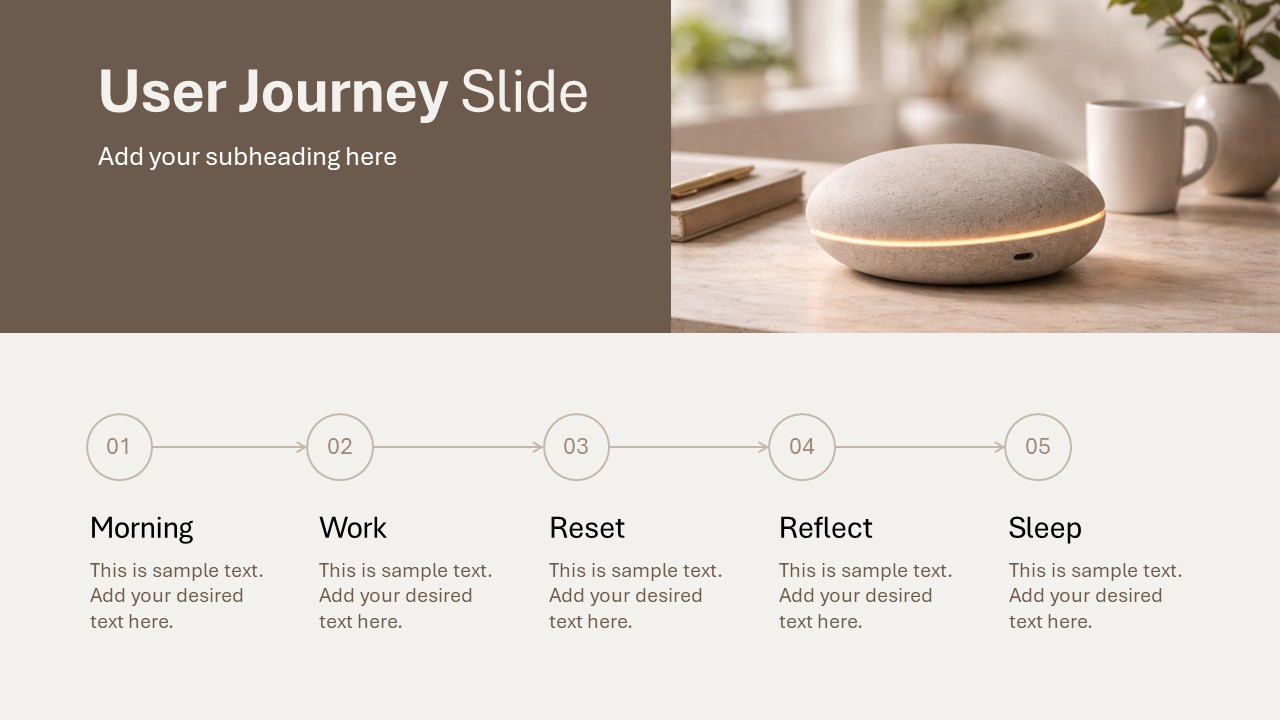 User Journey Slide
Add your subheading here
01
02
03
04
05
Morning
This is sample text.
Add your desired
text here.
Work
This is sample text.
Add your desired
text here.
Reset
This is sample text.
Add your desired
text here.
Reflect
This is sample text.
Add your desired
text here.
Sleep
This is sample text.
Add your desired
text here.